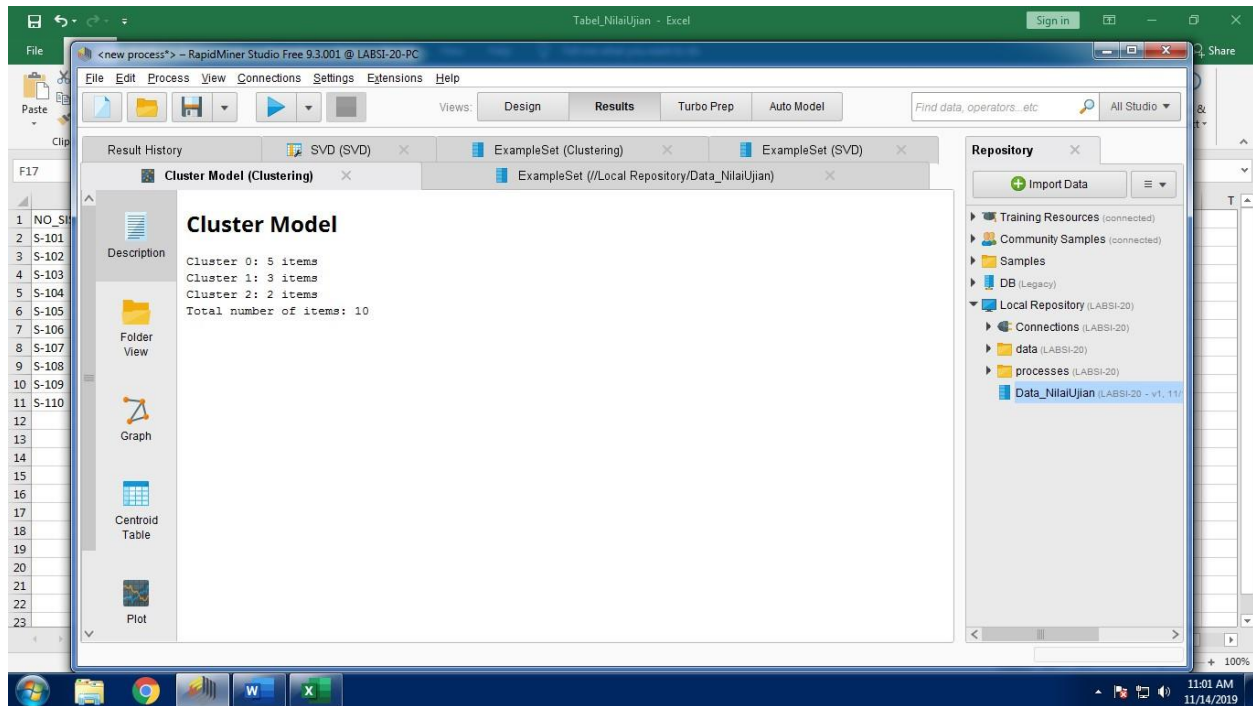 Tabel_NilaiUjian - Excel
Sign in
File
Share
<new process*> – RapidMiner Studio Free 9.3.001 @ LABSI-20-PC
File Edit Process View Connections Settings Extensions Help
Paste
Clip
Views: Design Results Turbo Prep Auto Model
Find data, operators...etc
All Studio
&
Result History
SVD (SVD)
ExampleSet (Clustering)
ExampleSet (SVD)
Cluster Model (Clustering)
ExampleSet (//Local Repository/Data_NilaiUjian)
Repository
Import Data
F17
T
Description
Folder
View
Graph
Centroid
Table
Plot
Cluster Model
Cluster 0: 5 items
Cluster 1: 3 items
Cluster 2: 2 items
Total number of items: 10
Training Resources (connected)
Community Samples (connected)
Samples
DB (Legacy)
Local Repository (LABSI-20)
Connections (LABSI-20)
data (LABSI-20)
processes (LABSI-20)
Data_NilaiUjian (LABSI-20 - v1, 11/
1 NO_SIS
2 S-101
3 S-102
4 S-103
5 S-104
6 S-105
7 S-106
8 S-107
9 S-108
10 S-109
11 S-110
12
13
14
15
16
17
18
19
20
21
22
23
+ 100%
11:01 AM
11/14/2019